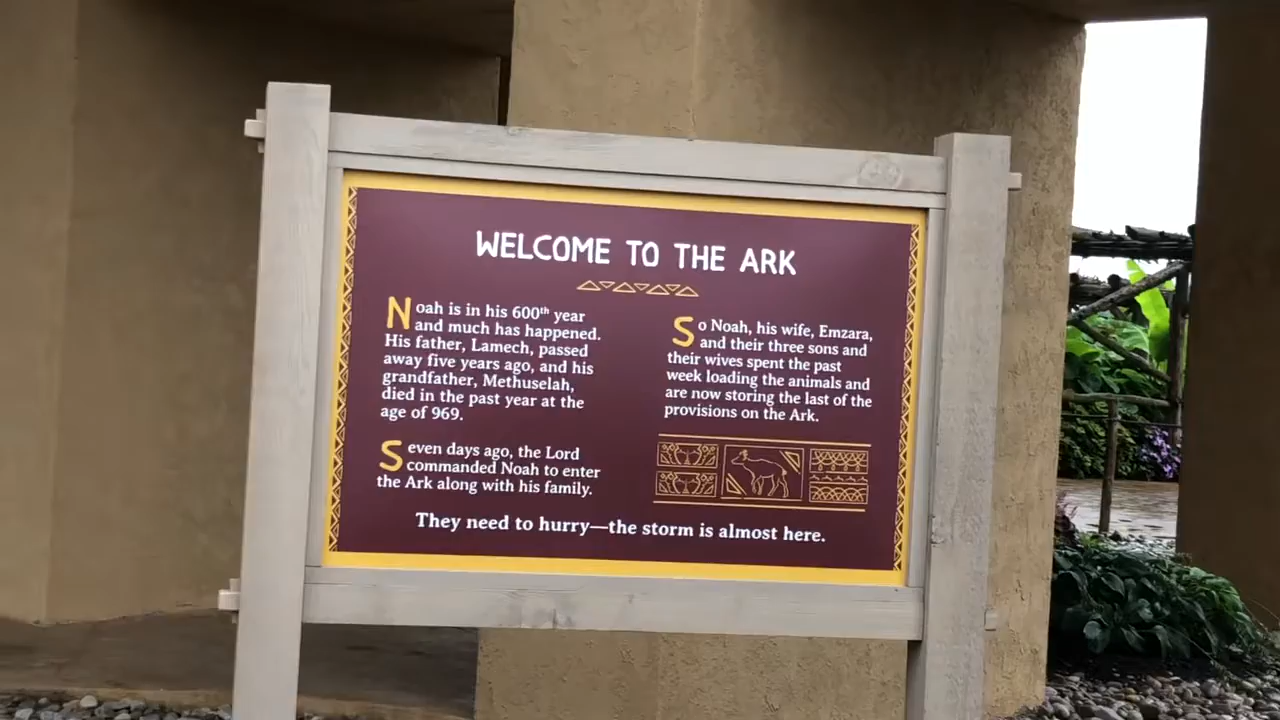 WELCOME TO THE ARK
Noah is in his 600th year
and much has happened.
His father, Lamech, passed
away five years ago, and his
grandfather, Methuselah,
died in the past year at the
age of 969.
Seven days ago, the Lord
commanded Noah to enter
the Ark along with his family.
So Noah, his wife, Emzara,
and their three sons and
their wives spent the past
week loading the animals and
are now storing the last of the
provisions on the Ark.
They need to hurry—the storm is almost here.